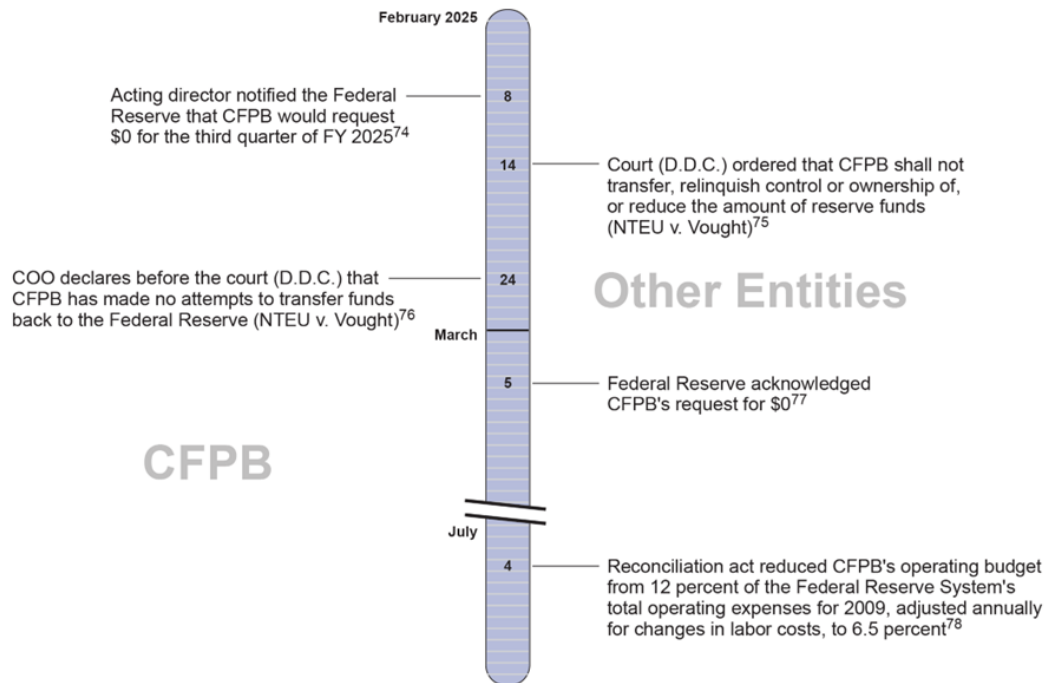 February 2025
Acting director notified the Federal
Reserve that CFPB would request
$0 for the third quarter of FY 202574
8
14
Court (D.D.C.) ordered that CFPB shall not
transfer, relinquish control or ownership of,
or reduce the amount of reserve funds
(NTEU v. Vought)75
COO declares before the court (D.D.C.) that
CFPB has made no attempts to transfer funds
back to the Federal Reserve (NTEU v. Vought)76
24
Other Entities
March
5
Federal Reserve acknowledged
CFPB's request for $077
CFPB
July
4
Reconciliation act reduced CFPB's operating budget
from 12 percent of the Federal Reserve System's
total operating expenses for 2009, adjusted annually
for changes in labor costs, to 6.5 percent78